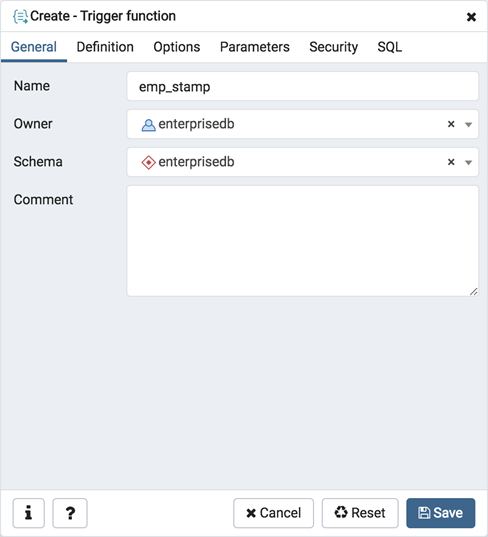 Create - Trigger function
General Definition Options Parameters Security SQL
Name emp_stamp
Owner enterprisedb
Schema enterprisedb
Comment
i ? Cancel Reset Save